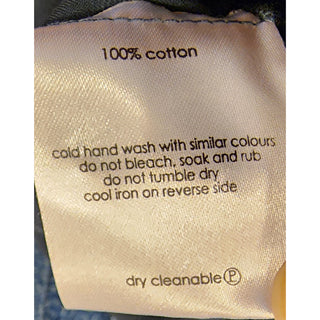 100% cotton
cold hand wash with similar colours
do not bleach, soak and rub
do not tumble dry
cool iron on reverse side
dry cleanable Ⓟ